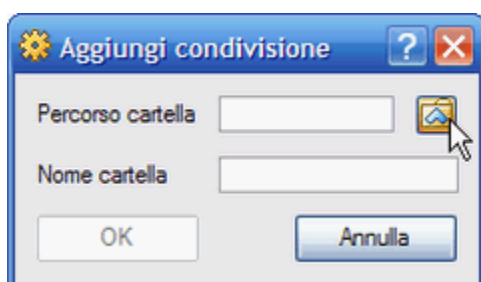 Aggiungi condivisione ?
Percorso cartella
Nome cartella
OK Annulla